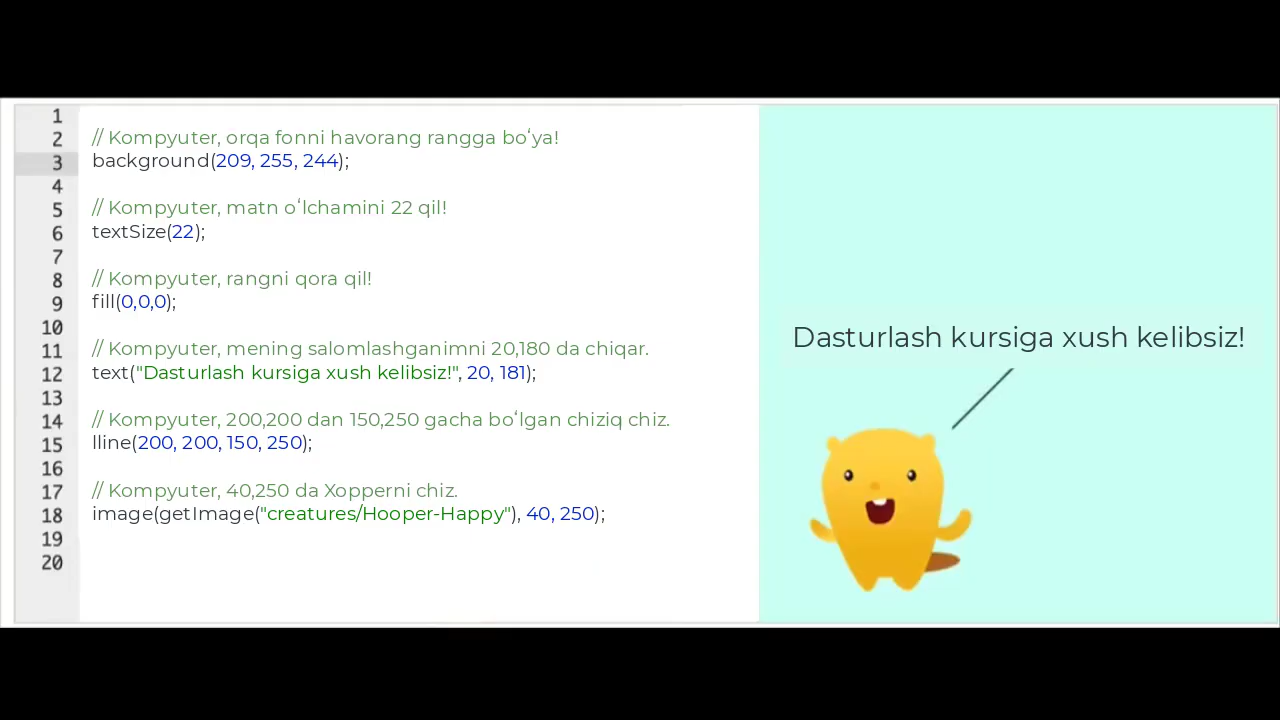 1
2 // Kompyuter, orqa fonni havorang rangga boʻya!
3 background(209, 255, 244);
4
5 // Kompyuter, matn oʻlchamini 22 qil!
6 textSize(22);
7
8 // Kompyuter, rangni qora qil!
9 fill(0,0,0);
10
11 // Kompyuter, mening salomlashganimni 20,180 da chiqar.
12 text("Dasturlash kursiga xush kelibsiz!", 20, 181);
13
14 // Kompyuter, 200,200 dan 150,250 gacha boʻlgan chiziq chiz.
15 lline(200, 200, 150, 250);
16
17 // Kompyuter, 40,250 da Xopperni chiz.
18 image(getImage("creatures/Hooper-Happy"), 40, 250);
19
20
Dasturlash kursiga xush kelibsiz!